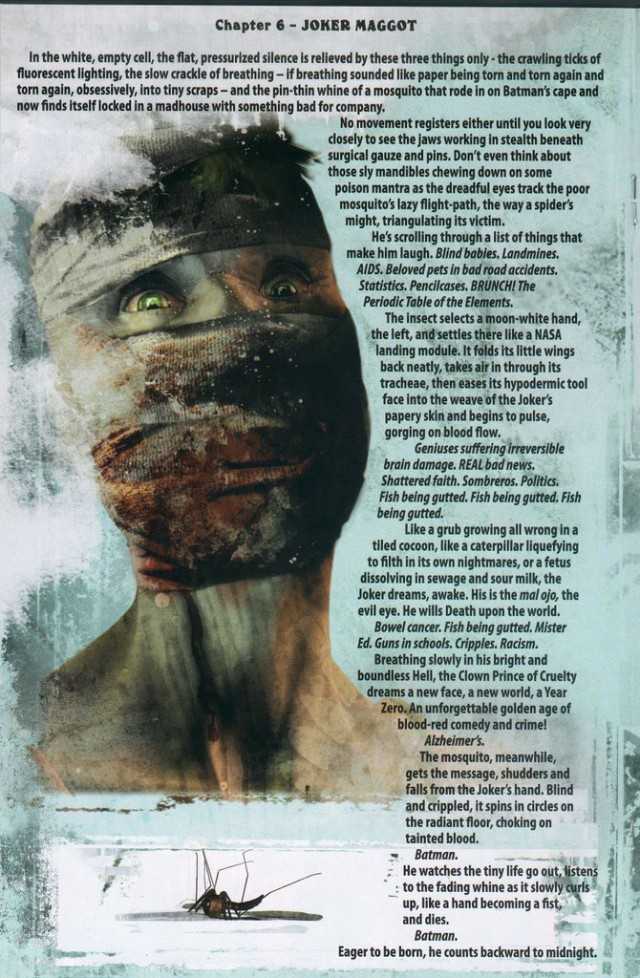 Chapter 6 – JOKER MAGGOT
In the white, empty cell, the flat, pressurized silence is relieved by these three things only - the crawling ticks of
fluorescent lighting, the slow crackle of breathing – if breathing sounded like paper being torn and torn again and
torn again, obsessively, into tiny scraps – and the pin-thin whine of a mosquito that rode in on Batman's cape and
now finds itself locked in a madhouse with something bad for company.
No movement registers either until you look very
closely to see the jaws working in stealth beneath
surgical gauze and pins. Don't even think about
those sly mandibles chewing down on some
poison mantra as the dreadful eyes track the poor
mosquito's lazy flight-path, the way a spider's
might, triangulating its victim.
He's scrolling through a list of things that
make him laugh. Blind babies. Landmines.
AIDS. Beloved pets in bad road accidents.
Statistics. Pencilcases. BRUNCH! The
Periodic Table of the Elements.
The insect selects a moon-white hand,
the left, and settles there like a NASA
landing module. It folds its little wings
back neatly, takes air in through its
tracheae, then eases its hypodermic tool
face into the weave of the Joker's
papery skin and begins to pulse,
gorging on blood flow.
Geniuses suffering irreversible
brain damage. REAL bad news.
Shattered faith. Sombreros. Politics.
Fish being gutted. Fish being gutted. Fish
being gutted.
Like a grub growing all wrong in a
tiled cocoon, like a caterpillar liquefying
to filth in its own nightmares, or a fetus
dissolving in sewage and sour milk, the
Joker dreams, awake. His is the mal ojo, the
evil eye. He wills Death upon the world.
Bowel cancer. Fish being gutted. Mister
Ed. Guns in schools. Cripples. Racism.
Breathing slowly in his bright and
boundless Hell, the Clown Prince of Cruelty
dreams a new face, a new world, a Year
Zero. An unforgettable golden age of
blood-red comedy and crime!
Alzheimer's.
The mosquito, meanwhile,
gets the message, shudders and
falls from the Joker's hand. Blind
and crippled, it spins in circles on
the radiant floor, choking on
tainted blood.
Batman.
He watches the tiny life go out, listens
to the fading whine as it slowly curls
up, like a hand becoming a fist,
and dies.
Batman.
Eager to be born, he counts backward to midnight.